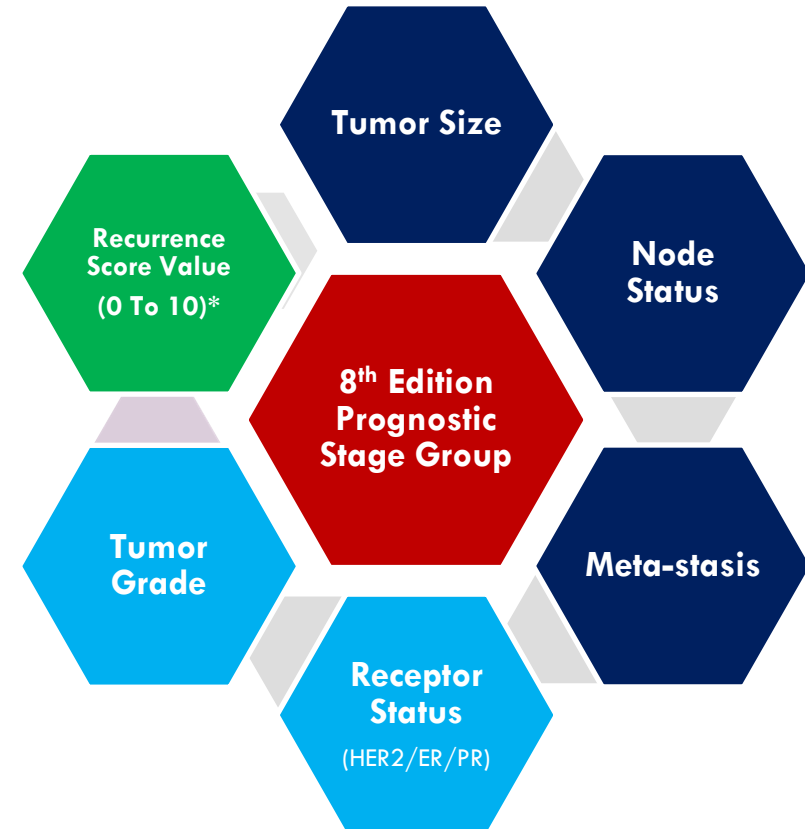 Tumor Size
Node
Status
Meta-stasis
Receptor
Status
(HER2/ER/PR)
Tumor
Grade
Recurrence
Score Value
(0 To 10)*
8th Edition
Prognostic
Stage Group